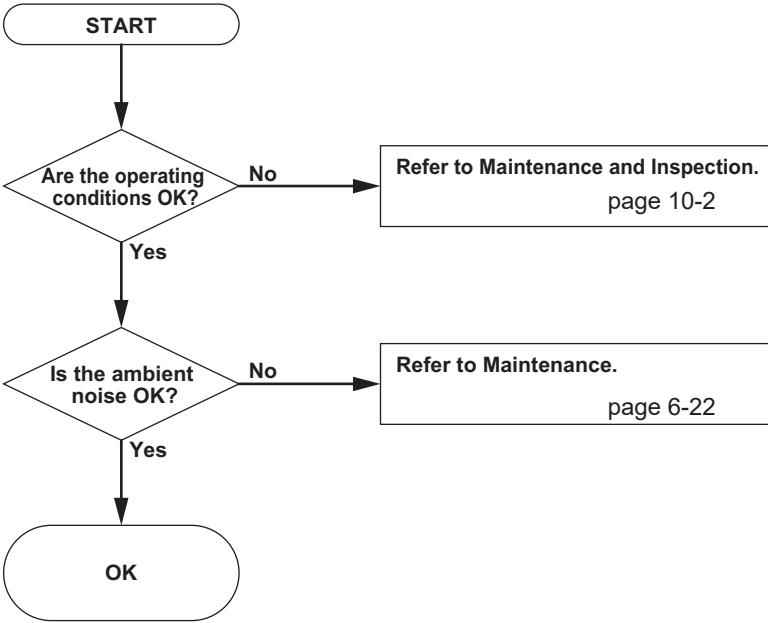 START
Are the operating
conditions OK?
No
Refer to Maintenance and Inspection.
page 10-2
Yes
Is the ambient
noise OK?
No
Refer to Maintenance.
page 6-22
Yes
OK